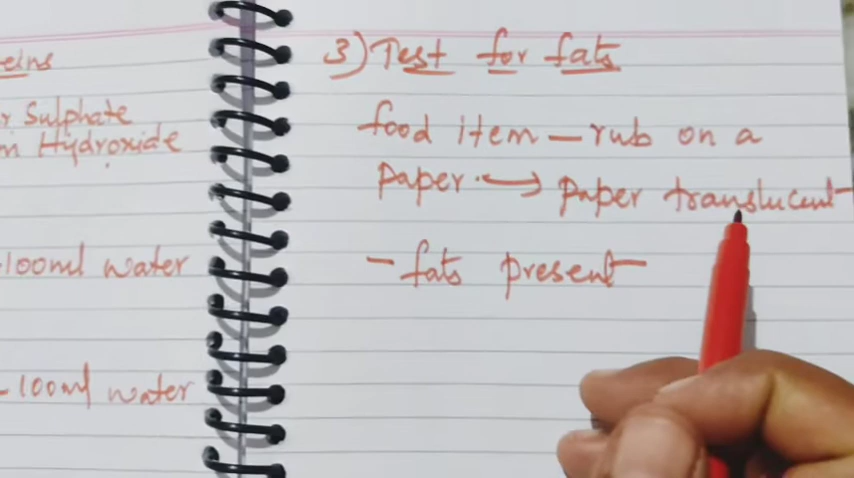 eins
r Sulphate
m Hydroxide
100ml water
- 100ml water
3) Test for fats
food item – rub on a
paper. → paper translucent
- fats present